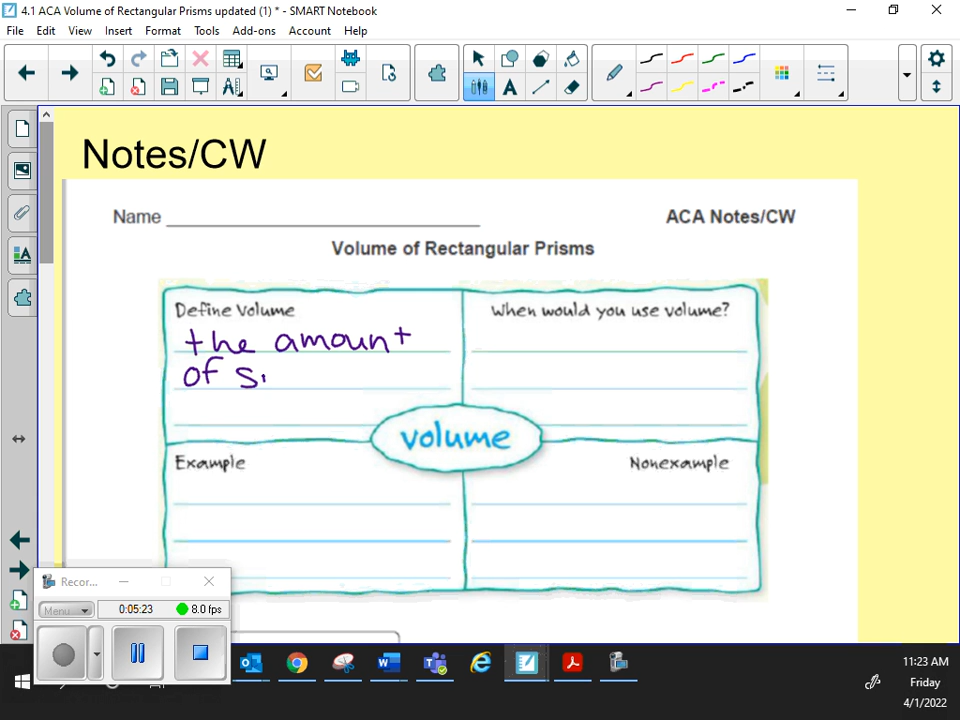 4.1 ACA Volume of Rectangular Prisms updated (1) * - SMART Notebook
File Edit View Insert Format Tools Add-ons Account Help
Notes/CW
Name ACA Notes/CW
Volume of Rectangular Prisms
Define Volume
When would you use volume?
the amount
of s
volume
Example
Nonexample
Recor...
Menu
0:05:23
8.0 fps
11:23 AM
Friday
4/1/2022